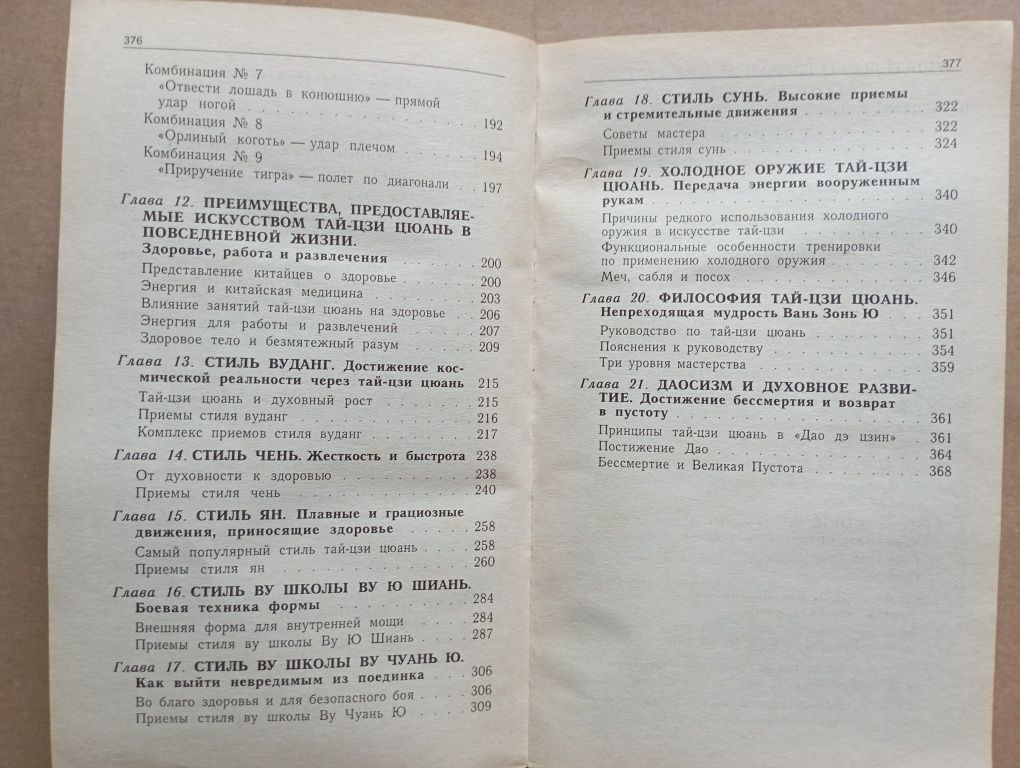 376
Комбинация № 7
«Отвести лошадь в конюшню» — прямой
удар ногой . . . . . . . . . . . . . . . 192
Комбинация № 8
«Орлиный коготь» — удар плечом . . . . . . 194
Комбинация № 9
«Приручение тигра» — полет по диагонали . . 197
Глава 12. ПРЕИМУЩЕСТВА, ПРЕДОСТАВЛЯЕ-
МЫЕ ИСКУССТВОМ ТАЙ-ЦЗИ ЦЮАНЬ В
ПОВСЕДНЕВНОЙ ЖИЗНИ.
Здоровье, работа и развлечения . . . . . . 200
Представление китайцев о здоровье . . . . . 200
Энергия и китайская медицина . . . . . . . 203
Влияние занятий тай-цзи цюань на здоровье . . 206
Энергия для работы и развлечений . . . . . 207
Здоровое тело и безмятежный разум . . . . . 209
Глава 13. СТИЛЬ ВУДАНГ. Достижение кос-
мической реальности через тай-цзи цюань 215
Тай-цзи цюань и духовный рост . . . . . . 215
Приемы стиля вуданг . . . . . . . . . . . 216
Комплекс приемов стиля вуданг . . . . . . 217
Глава 14. СТИЛЬ ЧЕНЬ. Жесткость и быстрота 238
От духовности к здоровью . . . . . . . . 238
Приемы стиля чень . . . . . . . . . . . . 240
Глава 15. СТИЛЬ ЯН. Плавные и грациозные
движения, приносящие здоровье . . . . . 258
Самый популярный стиль тай-цзи цюань . . . . 258
Приемы стиля ян . . . . . . . . . . . . . 260
Глава 16. СТИЛЬ ВУ ШКОЛЫ ВУ Ю ШИАНЬ.
Боевая техника формы . . . . . . . . . . 284
Внешняя форма для внутренней мощи . . . . 284
Приемы стиля ву школы Ву Ю Шиань . . . . 287
Глава 17. СТИЛЬ ВУ ШКОЛЫ ВУ ЧУАНЬ Ю.
Как выйти невредимым из поединка . . . . 306
Во благо здоровья и для безопасного боя . . . . 306
Приемы стиля ву школы Ву Чуань Ю . . . . 309
377
Глава 18. СТИЛЬ СУНЬ. Высокие приемы
и стремительные движения . . . . . . . . 322
Советы мастера . . . . . . . . . . . . . 322
Приемы стиля сунь . . . . . . . . . . . . 324
Глава 19. ХОЛОДНОЕ ОРУЖИЕ ТАЙ-ЦЗИ
ЦЮАНЬ. Передача энергии вооруженным
рукам . . . . . . . . . . . . . . . . . . 340
Причины редкого использования холодного
оружия в искусстве тай-цзи . . . . . . . . 340
Функциональные особенности тренировки
по применению холодного оружия . . . . . . 342
Меч, сабля и посох . . . . . . . . . . . . 346
Глава 20. ФИЛОСОФИЯ ТАЙ-ЦЗИ ЦЮАНЬ.
Непреходящая мудрость Вань Зонь Ю . . . 351
Руководство по тай-цзи цюань . . . . . . . 351
Пояснения к руководству . . . . . . . . . 354
Три уровня мастерства . . . . . . . . . . 359
Глава 21. ДАОСИЗМ И ДУХОВНОЕ РАЗВИ-
ТИЕ. Достижение бессмертия и возврат
в пустоту . . . . . . . . . . . . . . . . 361
Принципы тай-цзи цюань в «Дао дэ цзин» . . 361
Постижение Дао . . . . . . . . . . . . . 364
Бессмертие и Великая Пустота . . . . . . . 368